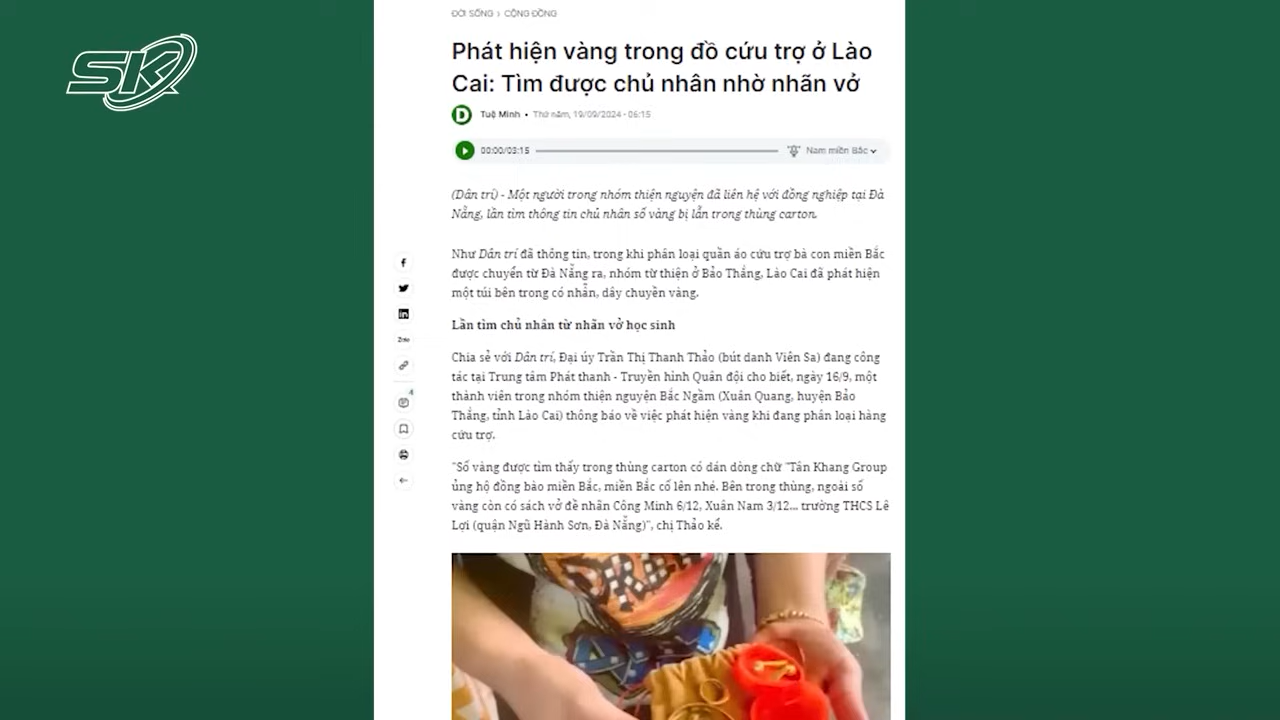 SK
ĐỜI SỐNG › CỘNG ĐỒNG
Phát hiện vàng trong đồ cứu trợ ở Lào
Cai: Tìm được chủ nhân nhờ nhãn vở
Tuệ Minh • Thứ năm, 19/09/2024 - 06:15
00:00/03:15 Nam miền Bắc
(Dân trí) - Một người trong nhóm thiện nguyện đã liên hệ với đồng nghiệp tại Đà
Nẵng, lần tìm thông tin chủ nhân số vàng bị lẫn trong thùng carton.
Như Dân trí đã thông tin, trong khi phân loại quần áo cứu trợ bà con miền Bắc
được chuyển từ Đà Nẵng ra, nhóm từ thiện ở Bảo Thắng, Lào Cai đã phát hiện
một túi bên trong có nhẫn, dây chuyền vàng.
Lần tìm chủ nhân từ nhãn vở học sinh
Chia sẻ với Dân trí, Đại úy Trần Thị Thanh Thảo (bút danh Viên Sa) đang công
tác tại Trung tâm Phát thanh - Truyền hình Quân đội cho biết, ngày 16/9, một
thành viên trong nhóm thiện nguyện Bắc Ngầm (Xuân Quang, huyện Bảo
Thắng, tỉnh Lào Cai) thông báo về việc phát hiện vàng khi đang phân loại hàng
cứu trợ.
"Số vàng được tìm thấy trong thùng carton có dán dòng chữ "Tân Khang Group
ủng hộ đồng bào miền Bắc, miền Bắc cố lên nhé. Bên trong thùng, ngoài số
vàng còn có sách vở đề nhãn Công Minh 6/12, Xuân Nam 3/12... trường THCS Lê
Lợi (quận Ngũ Hành Sơn, Đà Nẵng)", chị Thảo kể.
Zalo
4